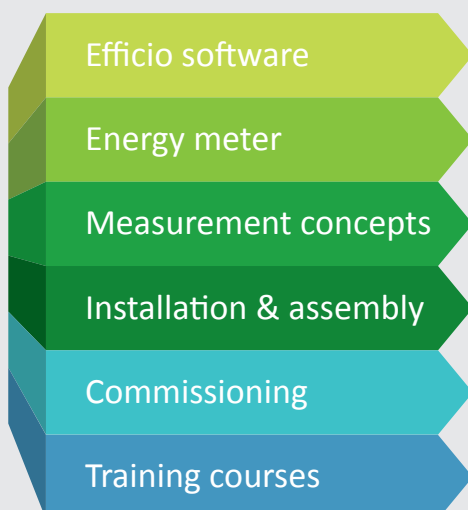 Efficio software
Energy meter
Measurement concepts
Installation & assembly
Commissioning
Training courses